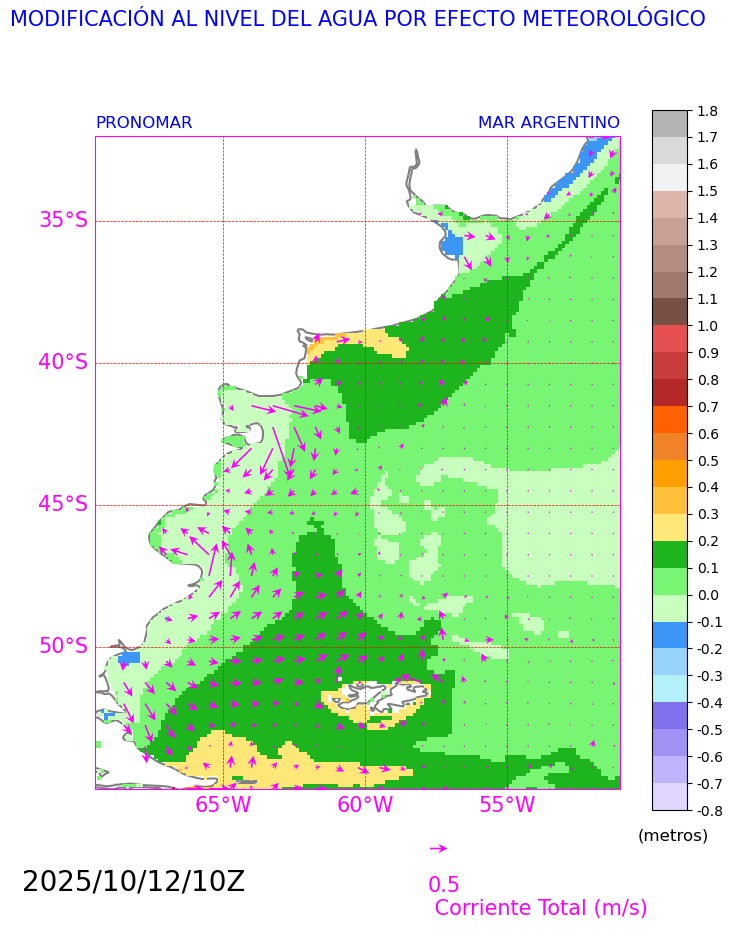 MODIFICACIÓN AL NIVEL DEL AGUA POR EFECTO METEOROLÓGICO
PRONOMAR MAR ARGENTINO
35°S
40°S
45°S
50°S
65°W 60°W 55°W
1.8
1.7
1.6
1.5
1.4
1.3
1.2
1.1
1.0
0.9
0.8
0.7
0.6
0.5
0.4
0.3
0.2
0.1
0.0
-0.1
-0.2
-0.3
-0.4
-0.5
-0.6
-0.7
-0.8
(metros)
2025/10/12/10Z
0.5
Corriente Total (m/s)